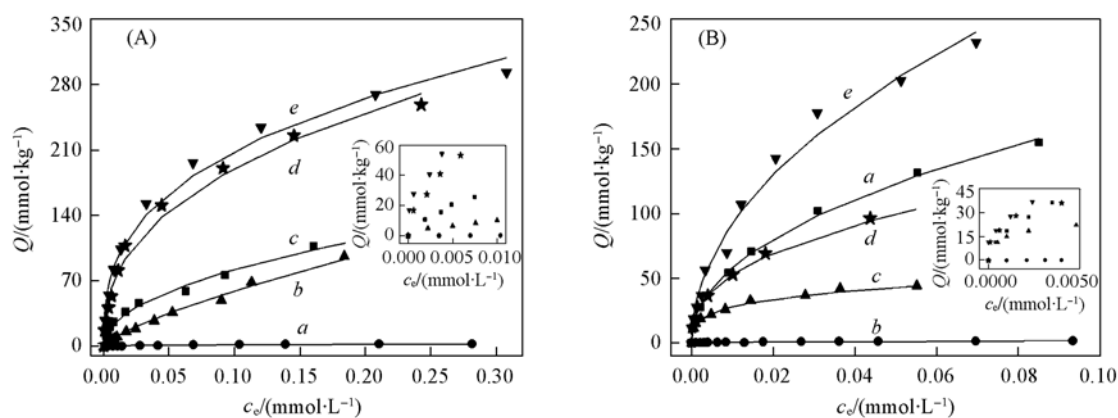 (A)
Q/(mmol·kg⁻¹)
350
280
210
140
70
0
0.00 0.05 0.10 0.15 0.20 0.25 0.30
cₑ/(mmol·L⁻¹)
e
d
c
b
a
Q/(mmol·kg⁻¹)
60
40
20
0
0.000 0.005 0.010
cₑ/(mmol·L⁻¹)
(B)
Q/(mmol·kg⁻¹)
250
200
150
100
50
0
0.00 0.02 0.04 0.06 0.08 0.10
cₑ/(mmol·L⁻¹)
e
a
d
c
b
Q/(mmol·kg⁻¹)
45
30
15
0
0.0000 0.0025 0.0050
cₑ/(mmol·L⁻¹)